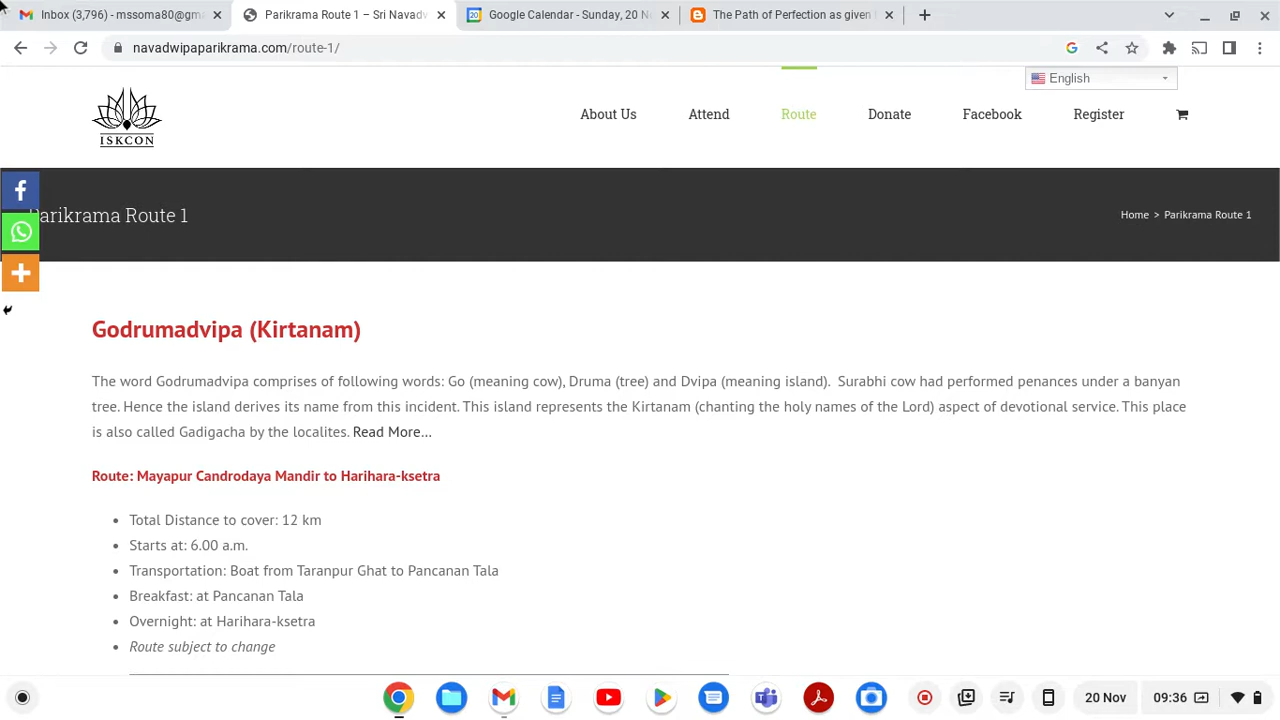 Inbox (3,796) - mssoma80@gma
Parikrama Route 1 – Sri Navadv
Google Calendar - Sunday, 20 N
The Path of Perfection as given
navadwipaparikrama.com/route-1/
English
ISKCON
About Us
Attend
Route
Donate
Facebook
Register
Parikrama Route 1
Home > Parikrama Route 1
Godrumadvipa (Kirtanam)
The word Godrumadvipa comprises of following words: Go (meaning cow), Druma (tree) and Dvipa (meaning island). Surabhi cow had performed penances under a banyan
tree. Hence the island derives its name from this incident. This island represents the Kirtanam (chanting the holy names of the Lord) aspect of devotional service. This place
is also called Gadigacha by the localites. Read More…
Route: Mayapur Candrodaya Mandir to Harihara-ksetra
• Total Distance to cover: 12 km
• Starts at: 6.00 a.m.
• Transportation: Boat from Taranpur Ghat to Pancanan Tala
• Breakfast: at Pancanan Tala
• Overnight: at Harihara-ksetra
• Route subject to change
20 Nov
09:36